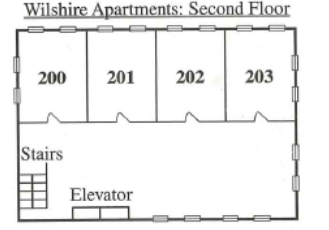 Wilshire Apartments: Second Floor
200 201 202 203
Stairs
Elevator